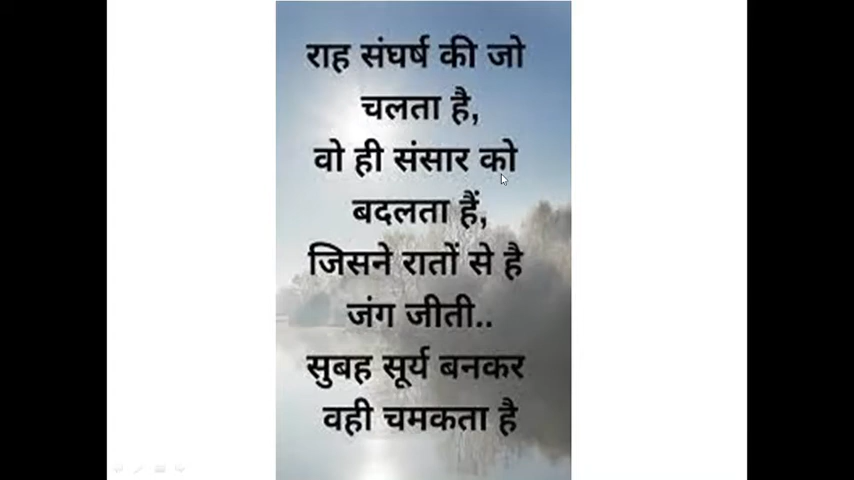 राह संघर्ष की जो
चलता है,
वो ही संसार को
बदलता हैं,
जिसने रातों से है
जंग जीती..
सुबह सूर्य बनकर
वही चमकता है